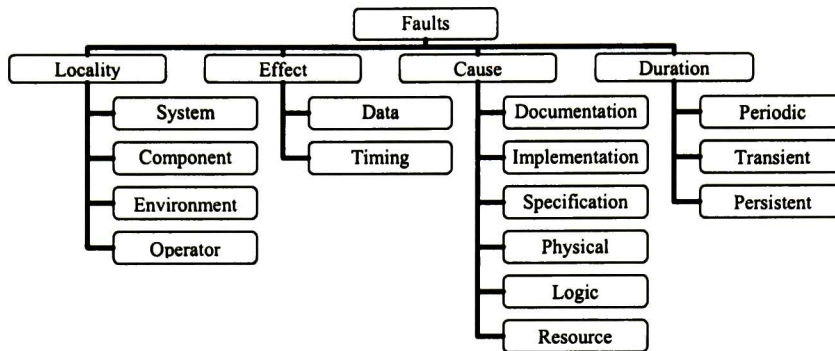 Faults
Locality
Effect
Cause
Duration
System
Component
Environment
Operator
Data
Timing
Documentation
Implementation
Specification
Physical
Logic
Resource
Periodic
Transient
Persistent